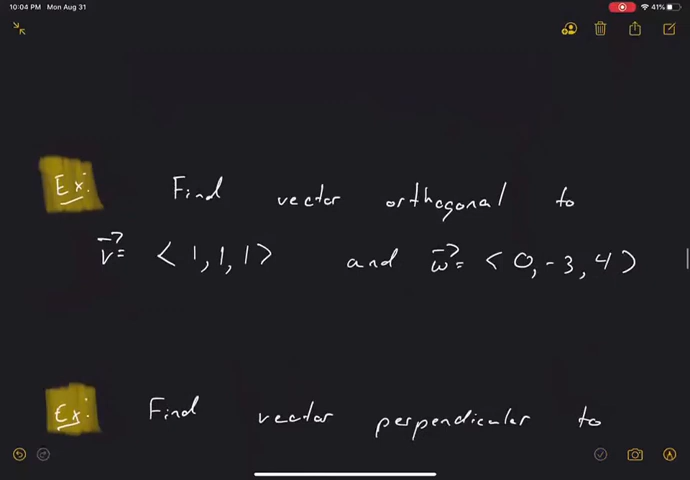 10:04 PM Mon Aug 31
41%
Ex: Find vector orthogonal to
v⃗= < 1, 1, 1 > and w⃗= < 0, -3, 4 >
Ex: Find vector perpendicular to